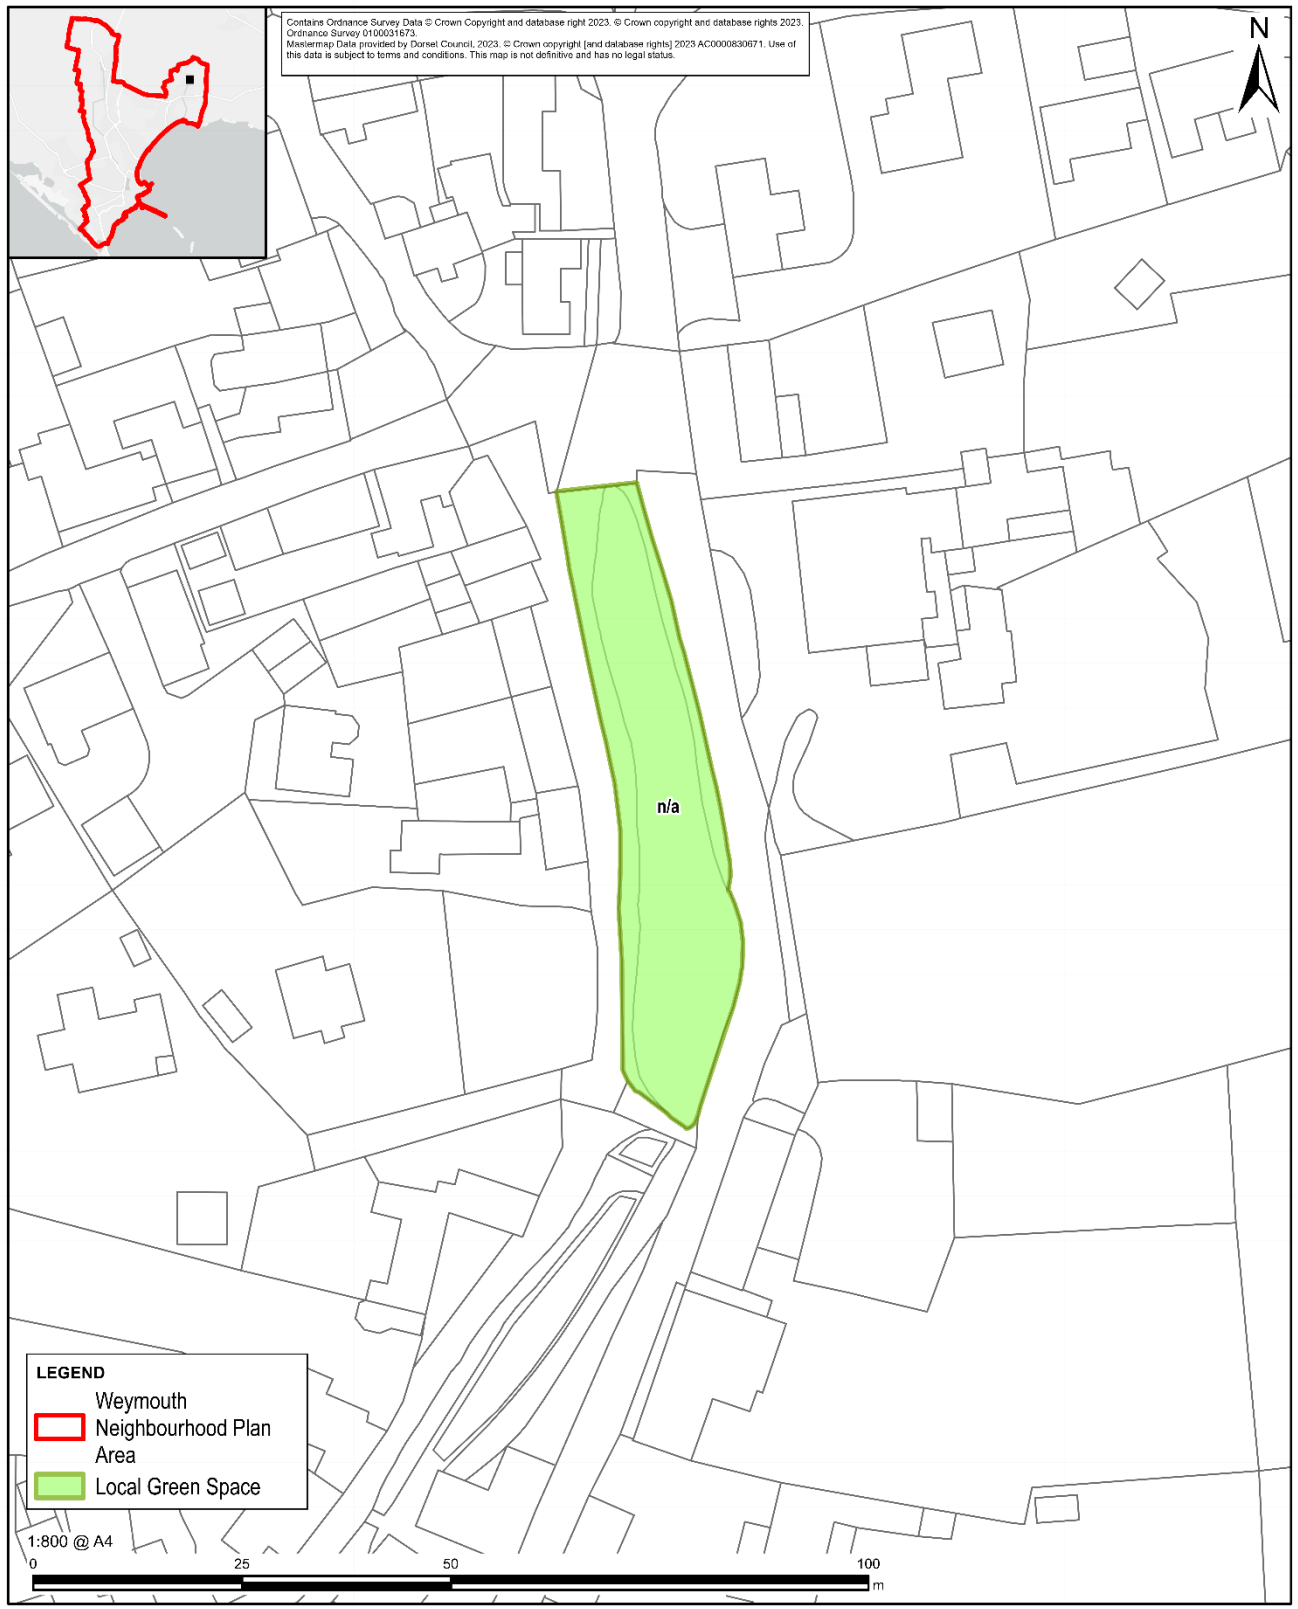 Contains Ordnance Survey Data © Crown Copyright and database right 2023. © Crown copyright and database rights 2023.
Ordnance Survey 0100031673.
Mastermap Data provided by Dorset Council, 2023. © Crown copyright [and database rights] 2023 AC0000830671. Use of
this data is subject to terms and conditions. This map is not definitive and has no legal status.
N
n/a
LEGEND
Weymouth
Neighbourhood Plan
Area
Local Green Space
1:800 @ A4
0 25 50 100
m